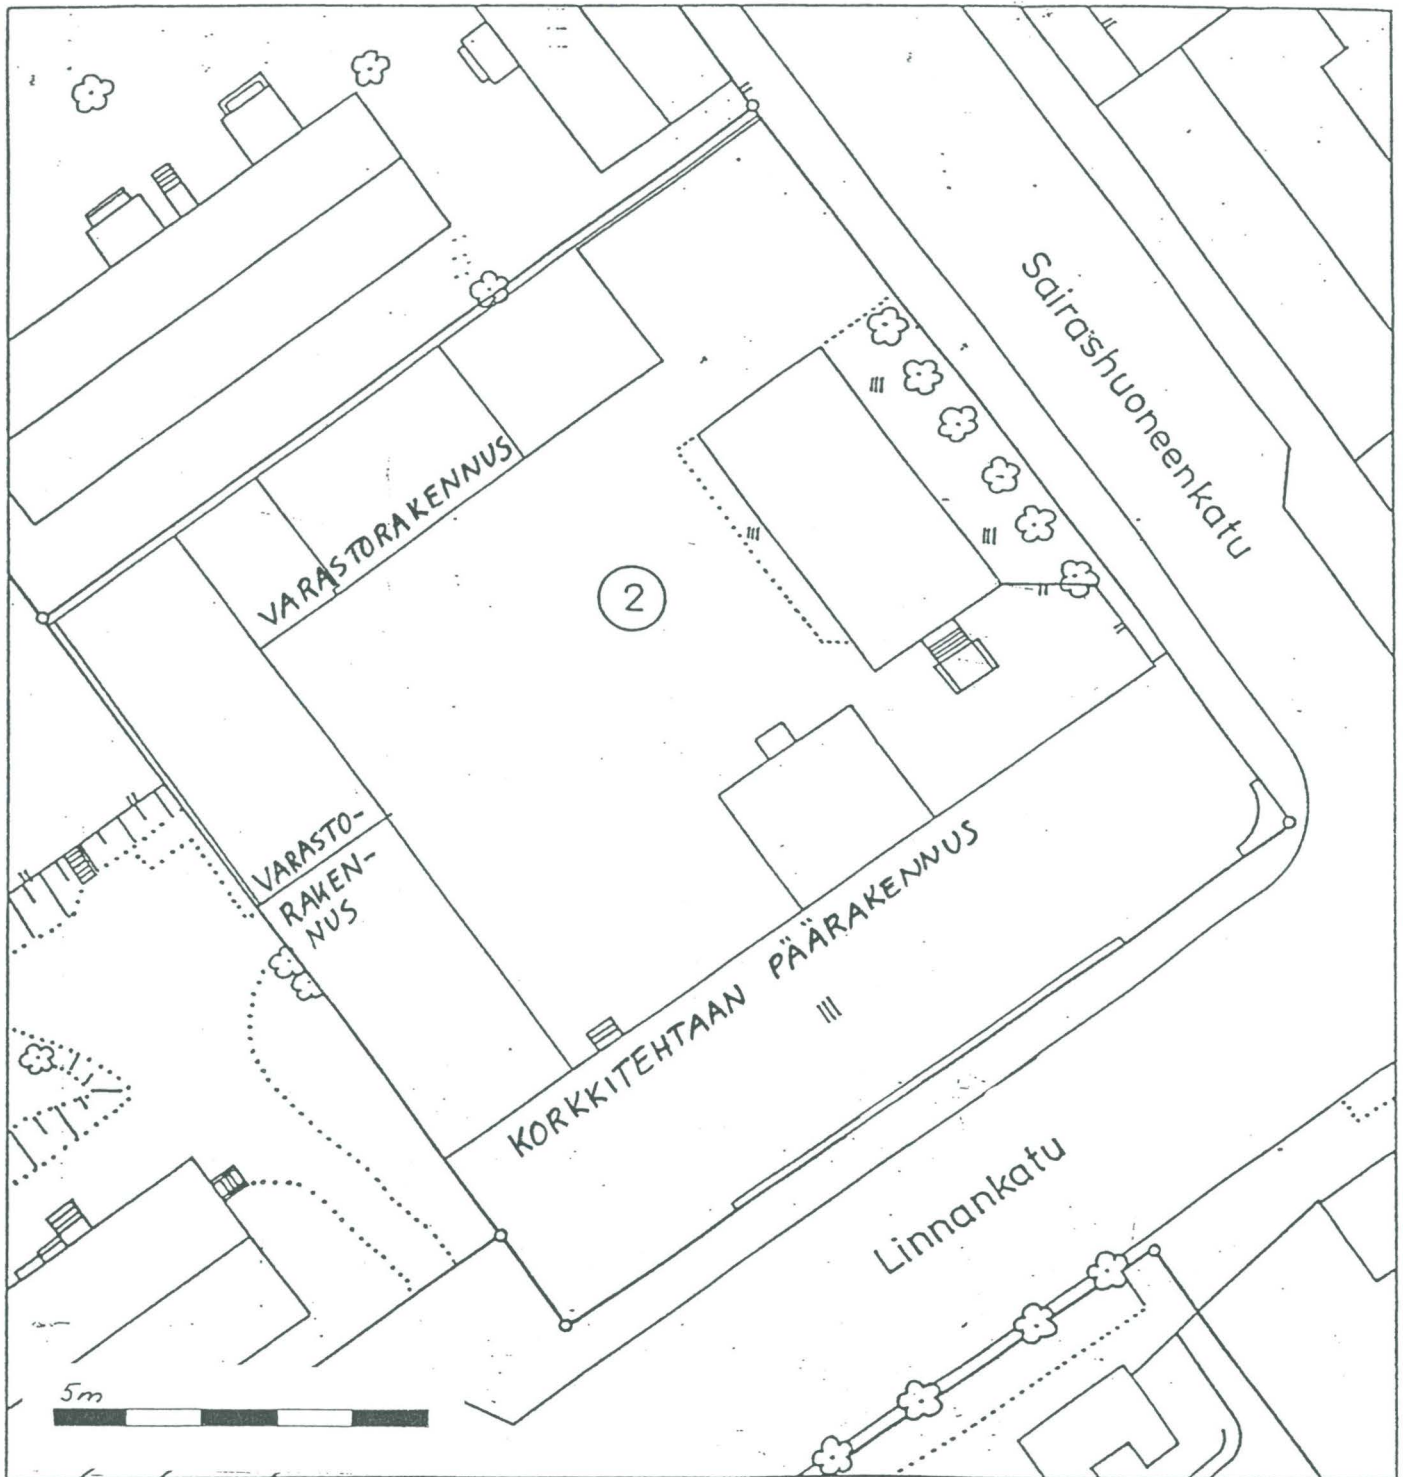 Sairashuoneenkatu
VARASTORAKENNUS
2
VARASTO-
RAKEN-
NUS
KORKKITEHTAAN PÄÄRAKENNUS
Linnankatu
5m